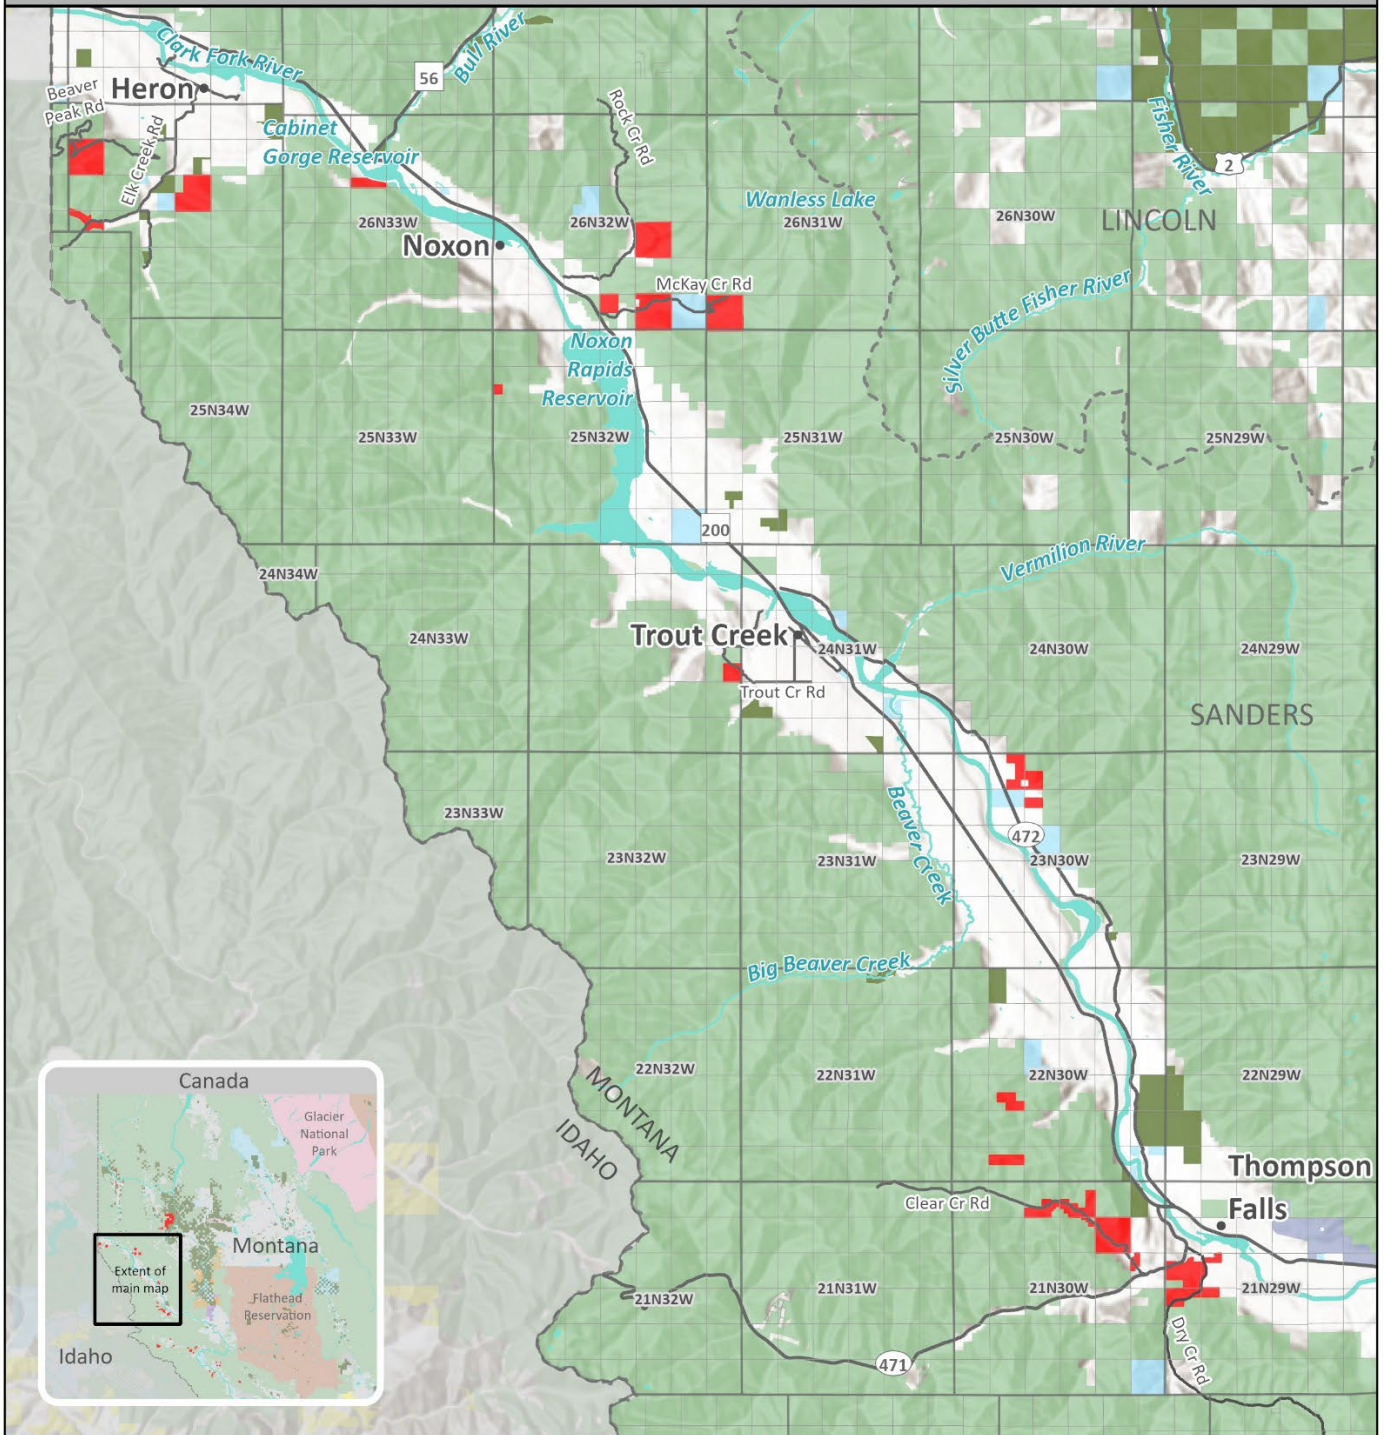 Clark Fork River
Bull River
56
Beaver
Peak Rd
Heron
Elk Creek Rd
Cabinet
Gorge Reservoir
Rock Cr Rd
Fisher River
2
Wanless Lake
26N33W
26N32W
26N31W
26N30W
LINCOLN
Noxon
McKay Cr Rd
Silver Butte Fisher River
Noxon
Rapids
Reservoir
25N34W
25N33W
25N32W
25N31W
25N30W
25N29W
200
Vermilion River
24N34W
24N33W
Trout Creek
24N31W
24N30W
24N29W
Trout Cr Rd
SANDERS
23N33W
Beaver Creek
472
23N32W
23N31W
23N30W
23N29W
Big Beaver Creek
22N32W
22N31W
22N30W
22N29W
MONTANA
IDAHO
Thompson
Falls
Clear Cr Rd
21N32W
21N31W
21N30W
21N29W
Dry Cr Rd
471
Canada
Glacier
National
Park
Montana
Extent of
main map
Flathead
Reservation
Idaho